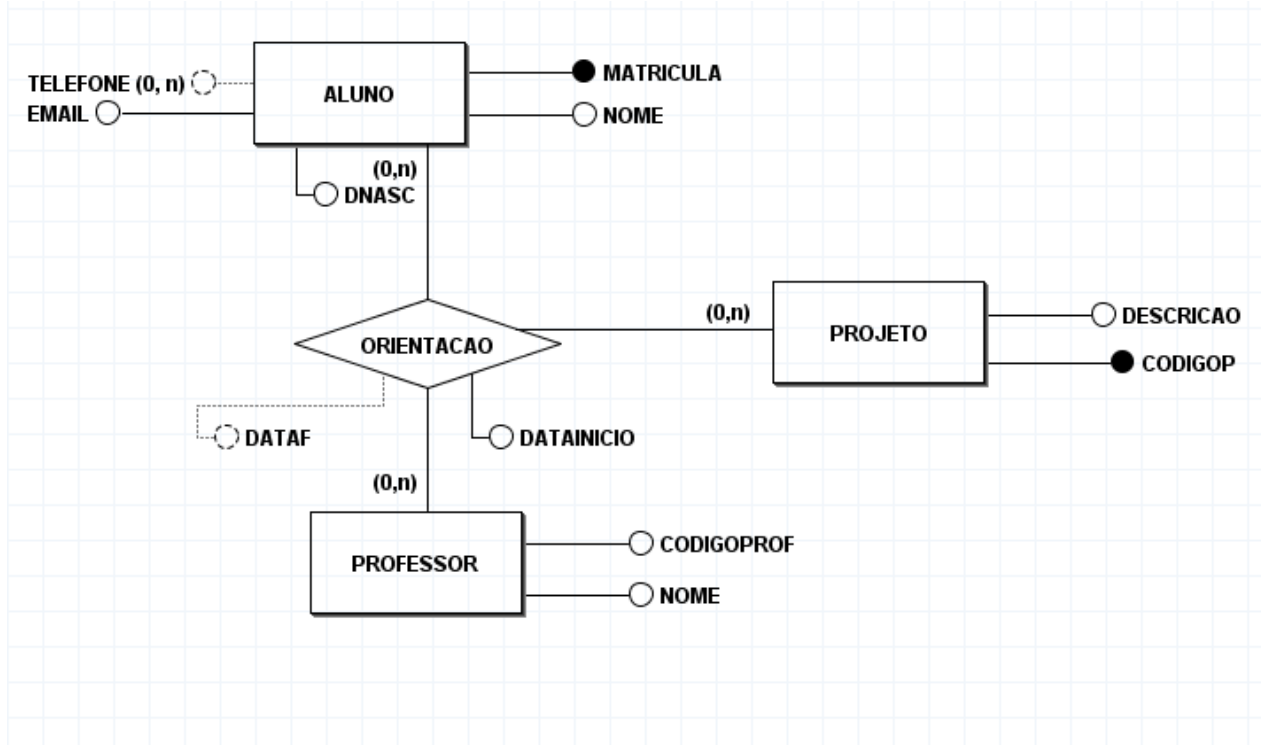 TELEFONE (0, n)
EMAIL
ALUNO
MATRICULA
NOME
(0,n)
DNASC
(0,n)
PROJETO
DESCRICAO
CODIGOP
ORIENTACAO
DATAF
DATAINICIO
(0,n)
PROFESSOR
CODIGOPROF
NOME